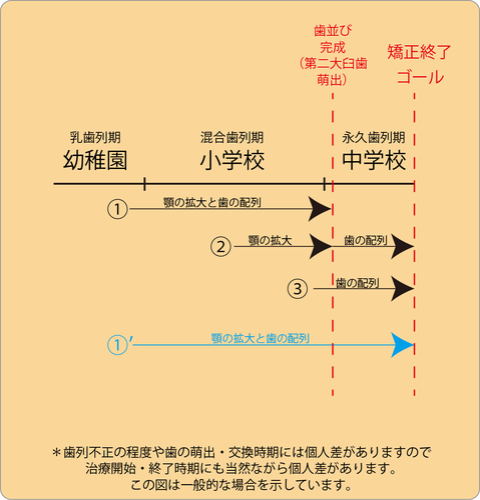 歯並び
完成
（第二大臼歯
萌出）
矯正終了
ゴール
乳歯列期
混合歯列期
永久歯列期
幼稚園
小学校
中学校
① 顎の拡大と歯の配列
② 顎の拡大 歯の配列
③ 歯の配列
①′ 顎の拡大と歯の配列
＊歯列不正の程度や歯の萌出・交換時期には個人差がありますので
治療開始・終了時期にも当然ながら個人差があります。
この図は一般的な場合を示しています。